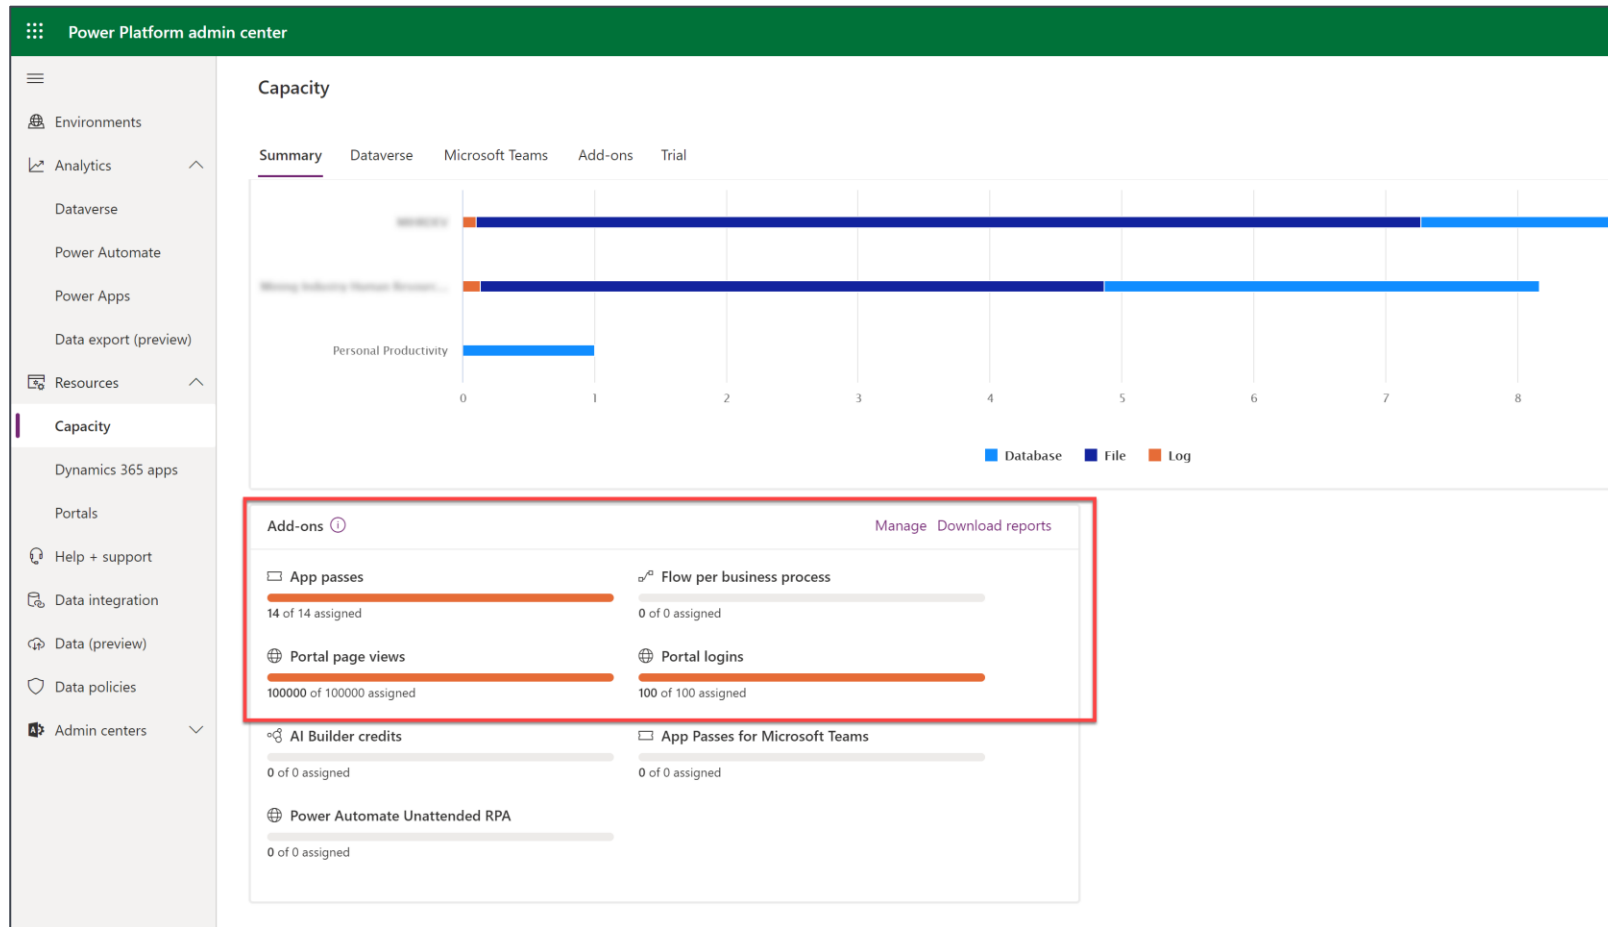 Power Platform admin center
Capacity
Environments
Analytics
Dataverse
Power Automate
Power Apps
Data export (preview)
Resources
Capacity
Dynamics 365 apps
Portals
Help + support
Data integration
Data (preview)
Data policies
Admin centers
Summary Dataverse Microsoft Teams Add-ons Trial
Personal Productivity
0 1 2 3 4 5 6 7 8
Database File Log
Add-ons Manage Download reports
App passes
14 of 14 assigned
Flow per business process
0 of 0 assigned
Portal page views
100000 of 100000 assigned
Portal logins
100 of 100 assigned
AI Builder credits
0 of 0 assigned
App Passes for Microsoft Teams
0 of 0 assigned
Power Automate Unattended RPA
0 of 0 assigned